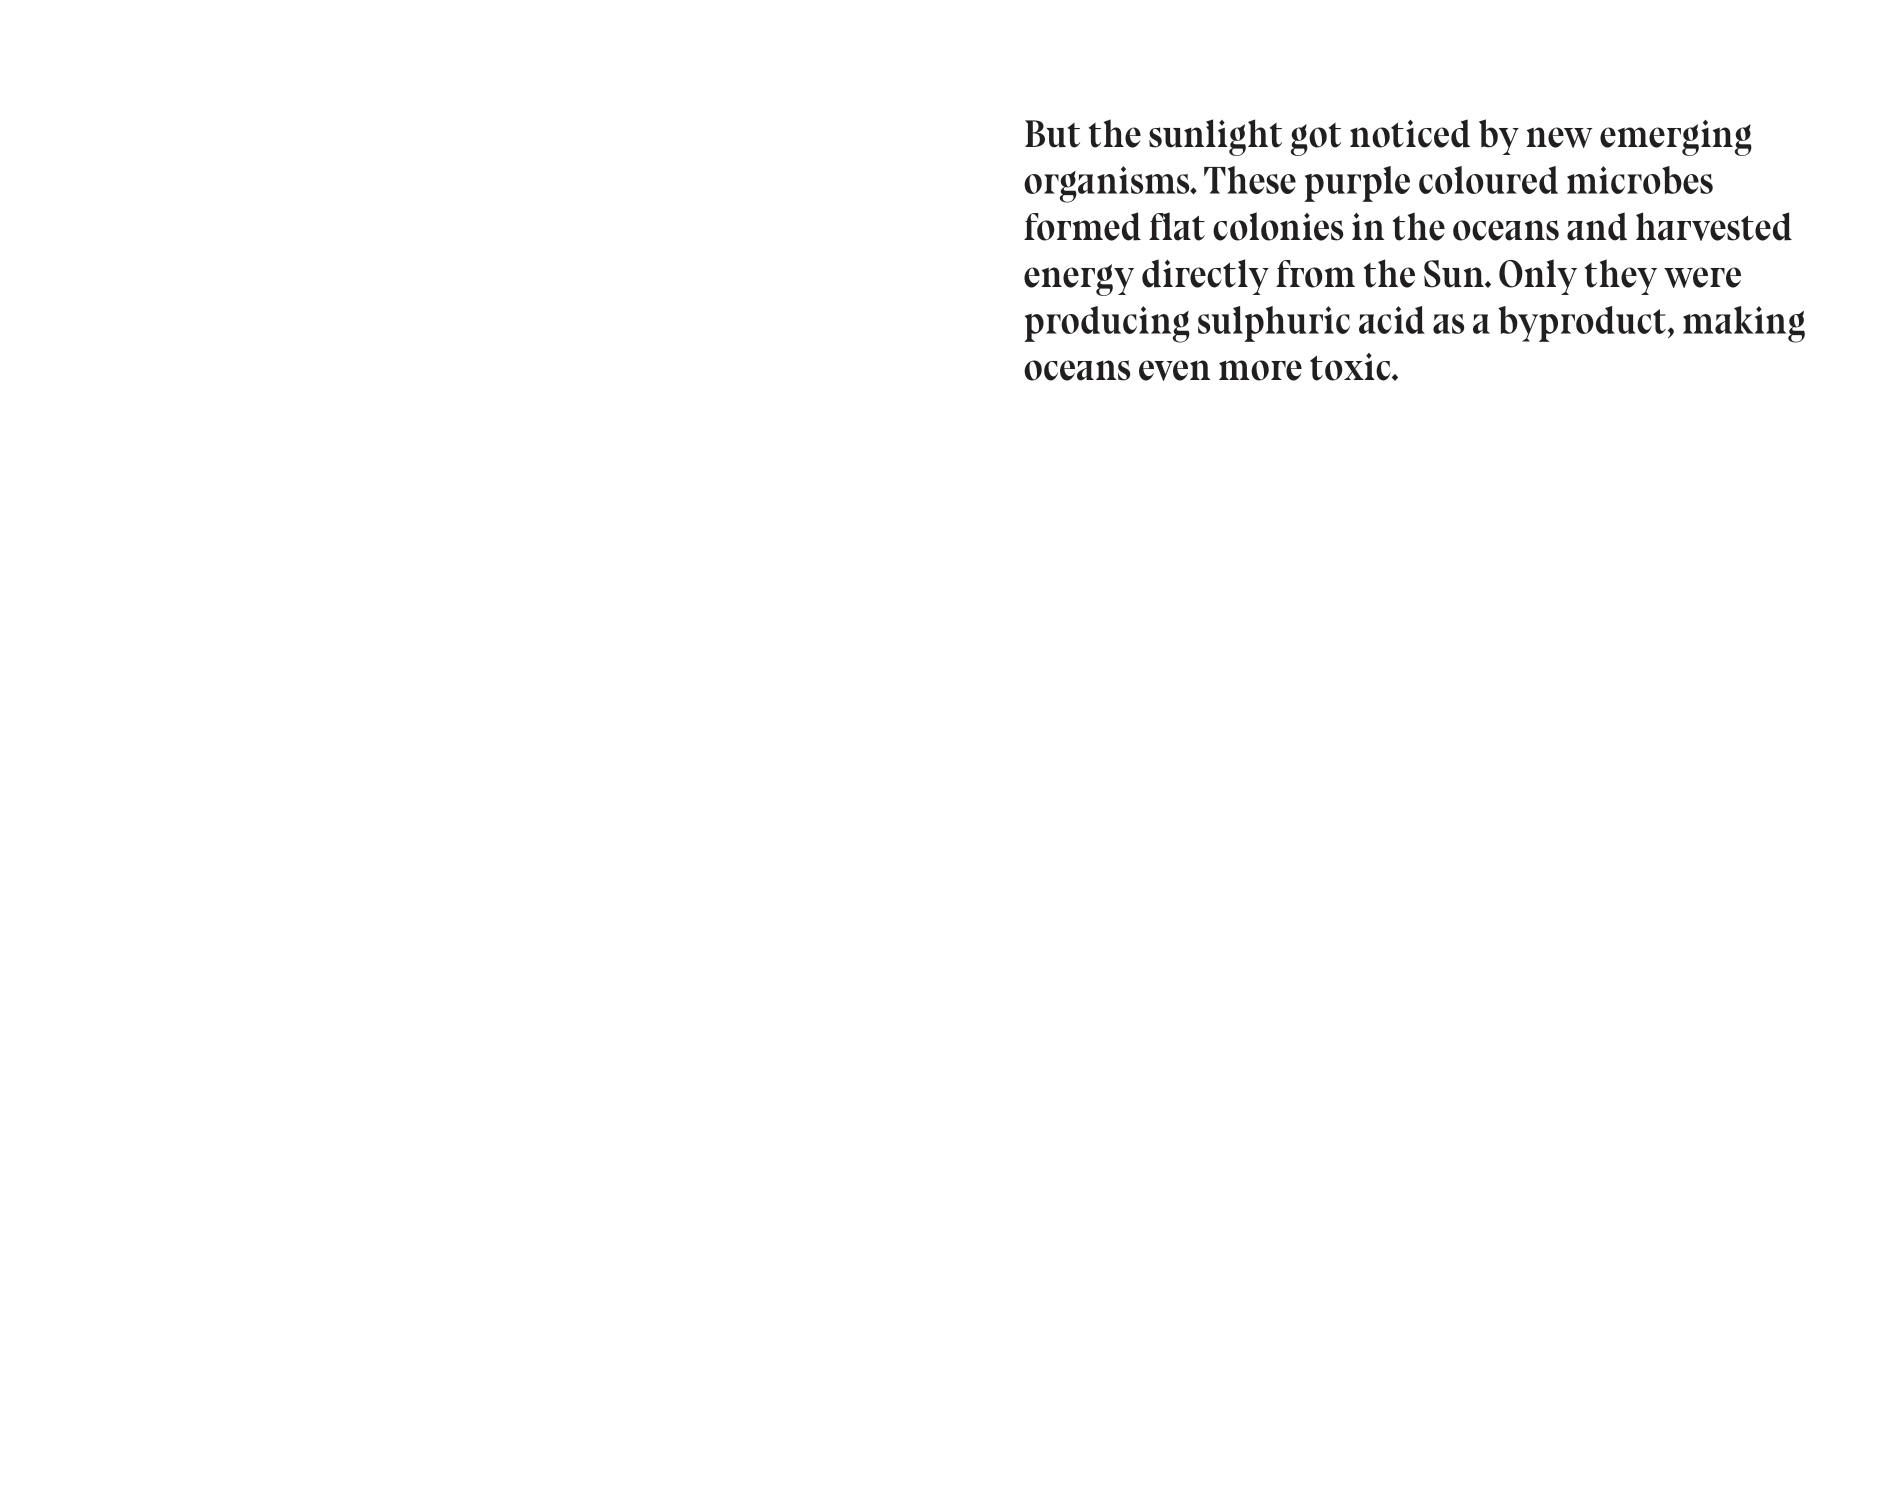 But the sunlight got noticed by new emerging
organisms. These purple coloured microbes
formed flat colonies in the oceans and harvested
energy directly from the Sun. Only they were
producing sulphuric acid as a byproduct, making
oceans even more toxic.